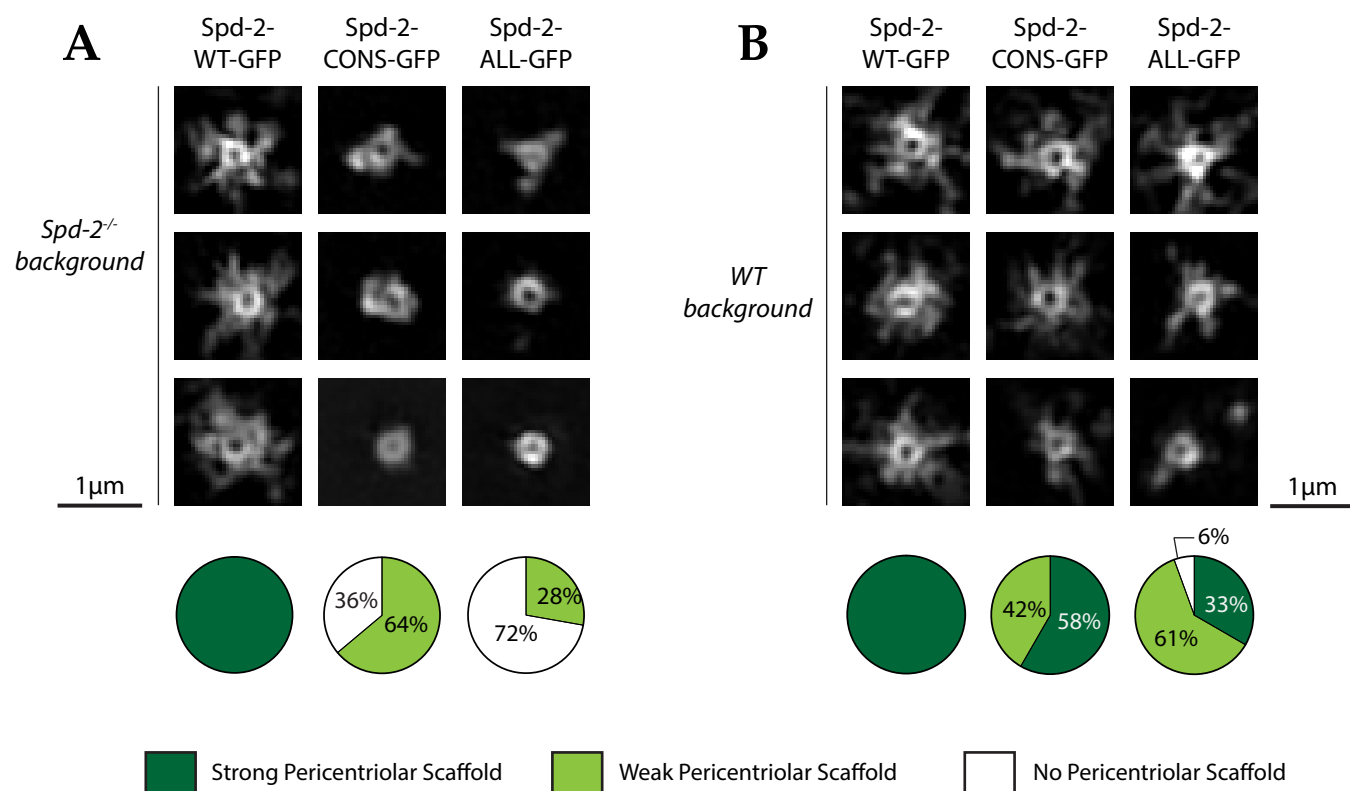 A
Spd-2-
WT-GFP
Spd-2-
CONS-GFP
Spd-2-
ALL-GFP
Spd-2-/-
background
1µm
36%
64%
28%
72%
B
Spd-2-
WT-GFP
Spd-2-
CONS-GFP
Spd-2-
ALL-GFP
WT
background
1µm
42%
58%
6%
33%
61%
Strong Pericentriolar Scaffold
Weak Pericentriolar Scaffold
No Pericentriolar Scaffold